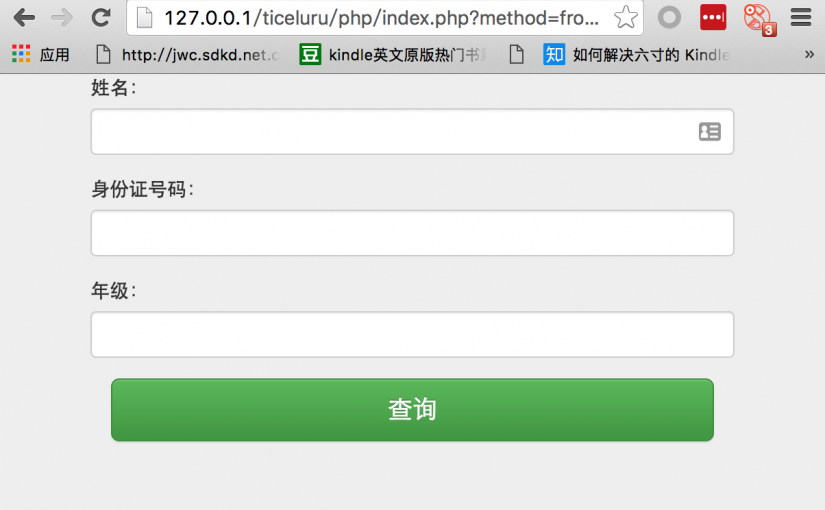 127.0.0.1/ticeluru/php/index.php?method=fro...
应用 http://jwc.sdkd.net.c 豆 kindle英文原版热门书 知 如何解决六寸的 Kindle »
3
姓名:
身份证号码:
年级:
查询